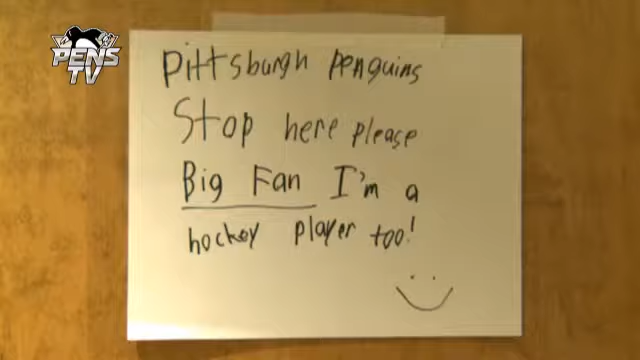 PENS
TV
Pittsburgh penguins
Stop here please
Big Fan I'm a
hockey player too!